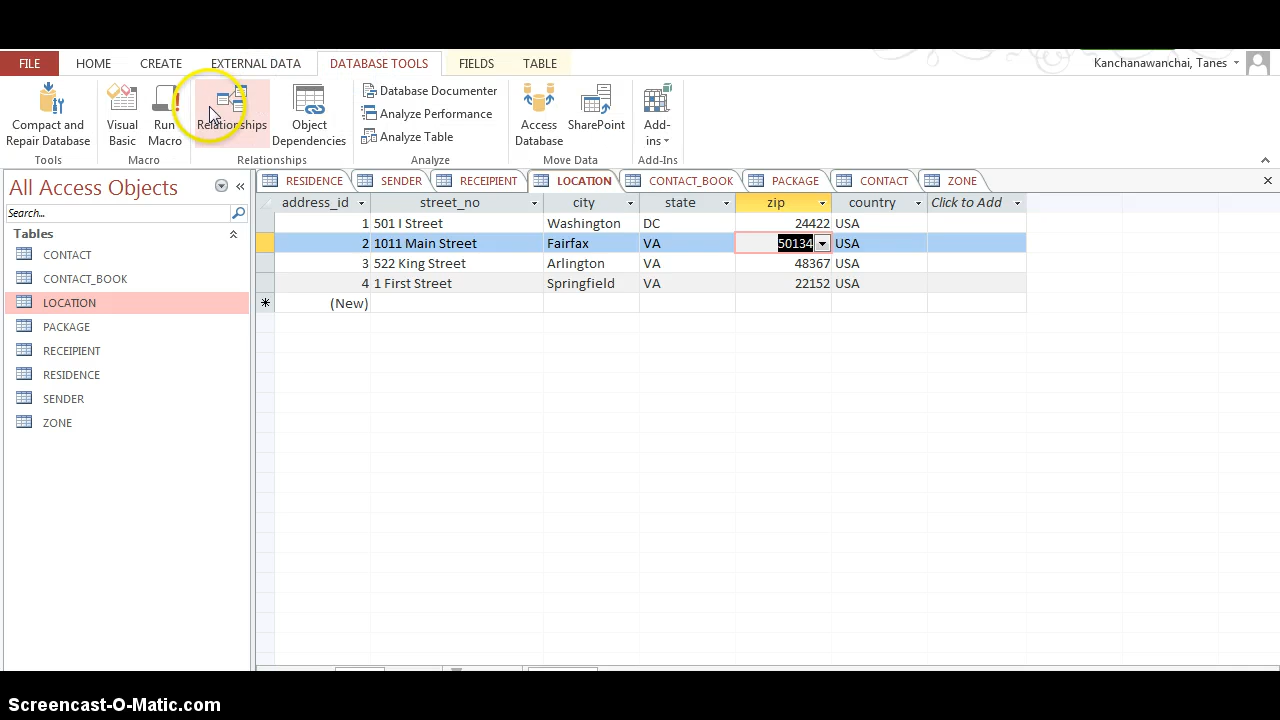 FILE HOME CREATE EXTERNAL DATA DATABASE TOOLS FIELDS TABLE Kanchanawanchai, Tanes
Compact and Repair Database
Visual Basic
Run Macro
Relationships
Object Dependencies
Database Documenter
Analyze Performance
Analyze Table
Access Database
SharePoint
Add-ins
Tools Macro Relationships Analyze Move Data Add-Ins
All Access Objects
Search...
Tables
CONTACT
CONTACT_BOOK
LOCATION
PACKAGE
RECEIPIENT
RESIDENCE
SENDER
ZONE
RESIDENCE SENDER RECEIPIENT LOCATION CONTACT_BOOK PACKAGE CONTACT ZONE
address_id street_no city state zip country Click to Add
1 501 I Street Washington DC 24422 USA
2 1011 Main Street Fairfax VA 50134 USA
3 522 King Street Arlington VA 48367 USA
4 1 First Street Springfield VA 22152 USA
(New)
Screencast-O-Matic.com